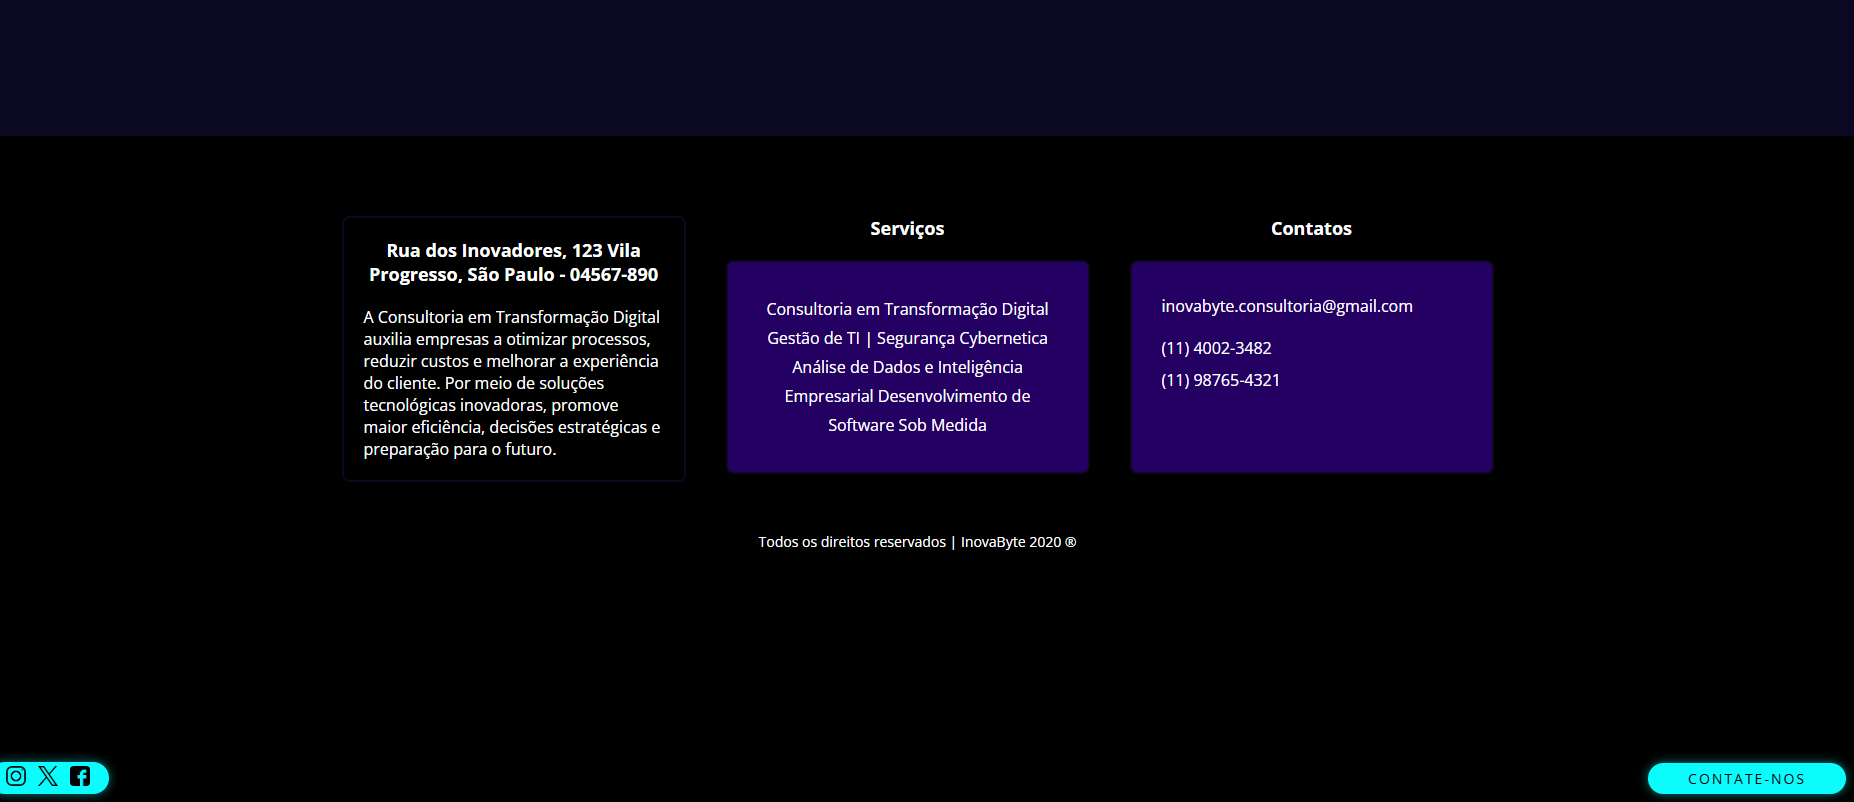 Rua dos Inovadores, 123 Vila
Progresso, São Paulo - 04567-890
A Consultoria em Transformação Digital
auxilia empresas a otimizar processos,
reduzir custos e melhorar a experiência
do cliente. Por meio de soluções
tecnológicas inovadoras, promove
maior eficiência, decisões estratégicas e
preparação para o futuro.
Serviços
Consultoria em Transformação Digital
Gestão de TI | Segurança Cybernetica
Análise de Dados e Inteligência
Empresarial Desenvolvimento de
Software Sob Medida
Contatos
inovabyte.consultoria@gmail.com
(11) 4002-3482
(11) 98765-4321
Todos os direitos reservados | InovaByte 2020 ®
CONTATE-NOS